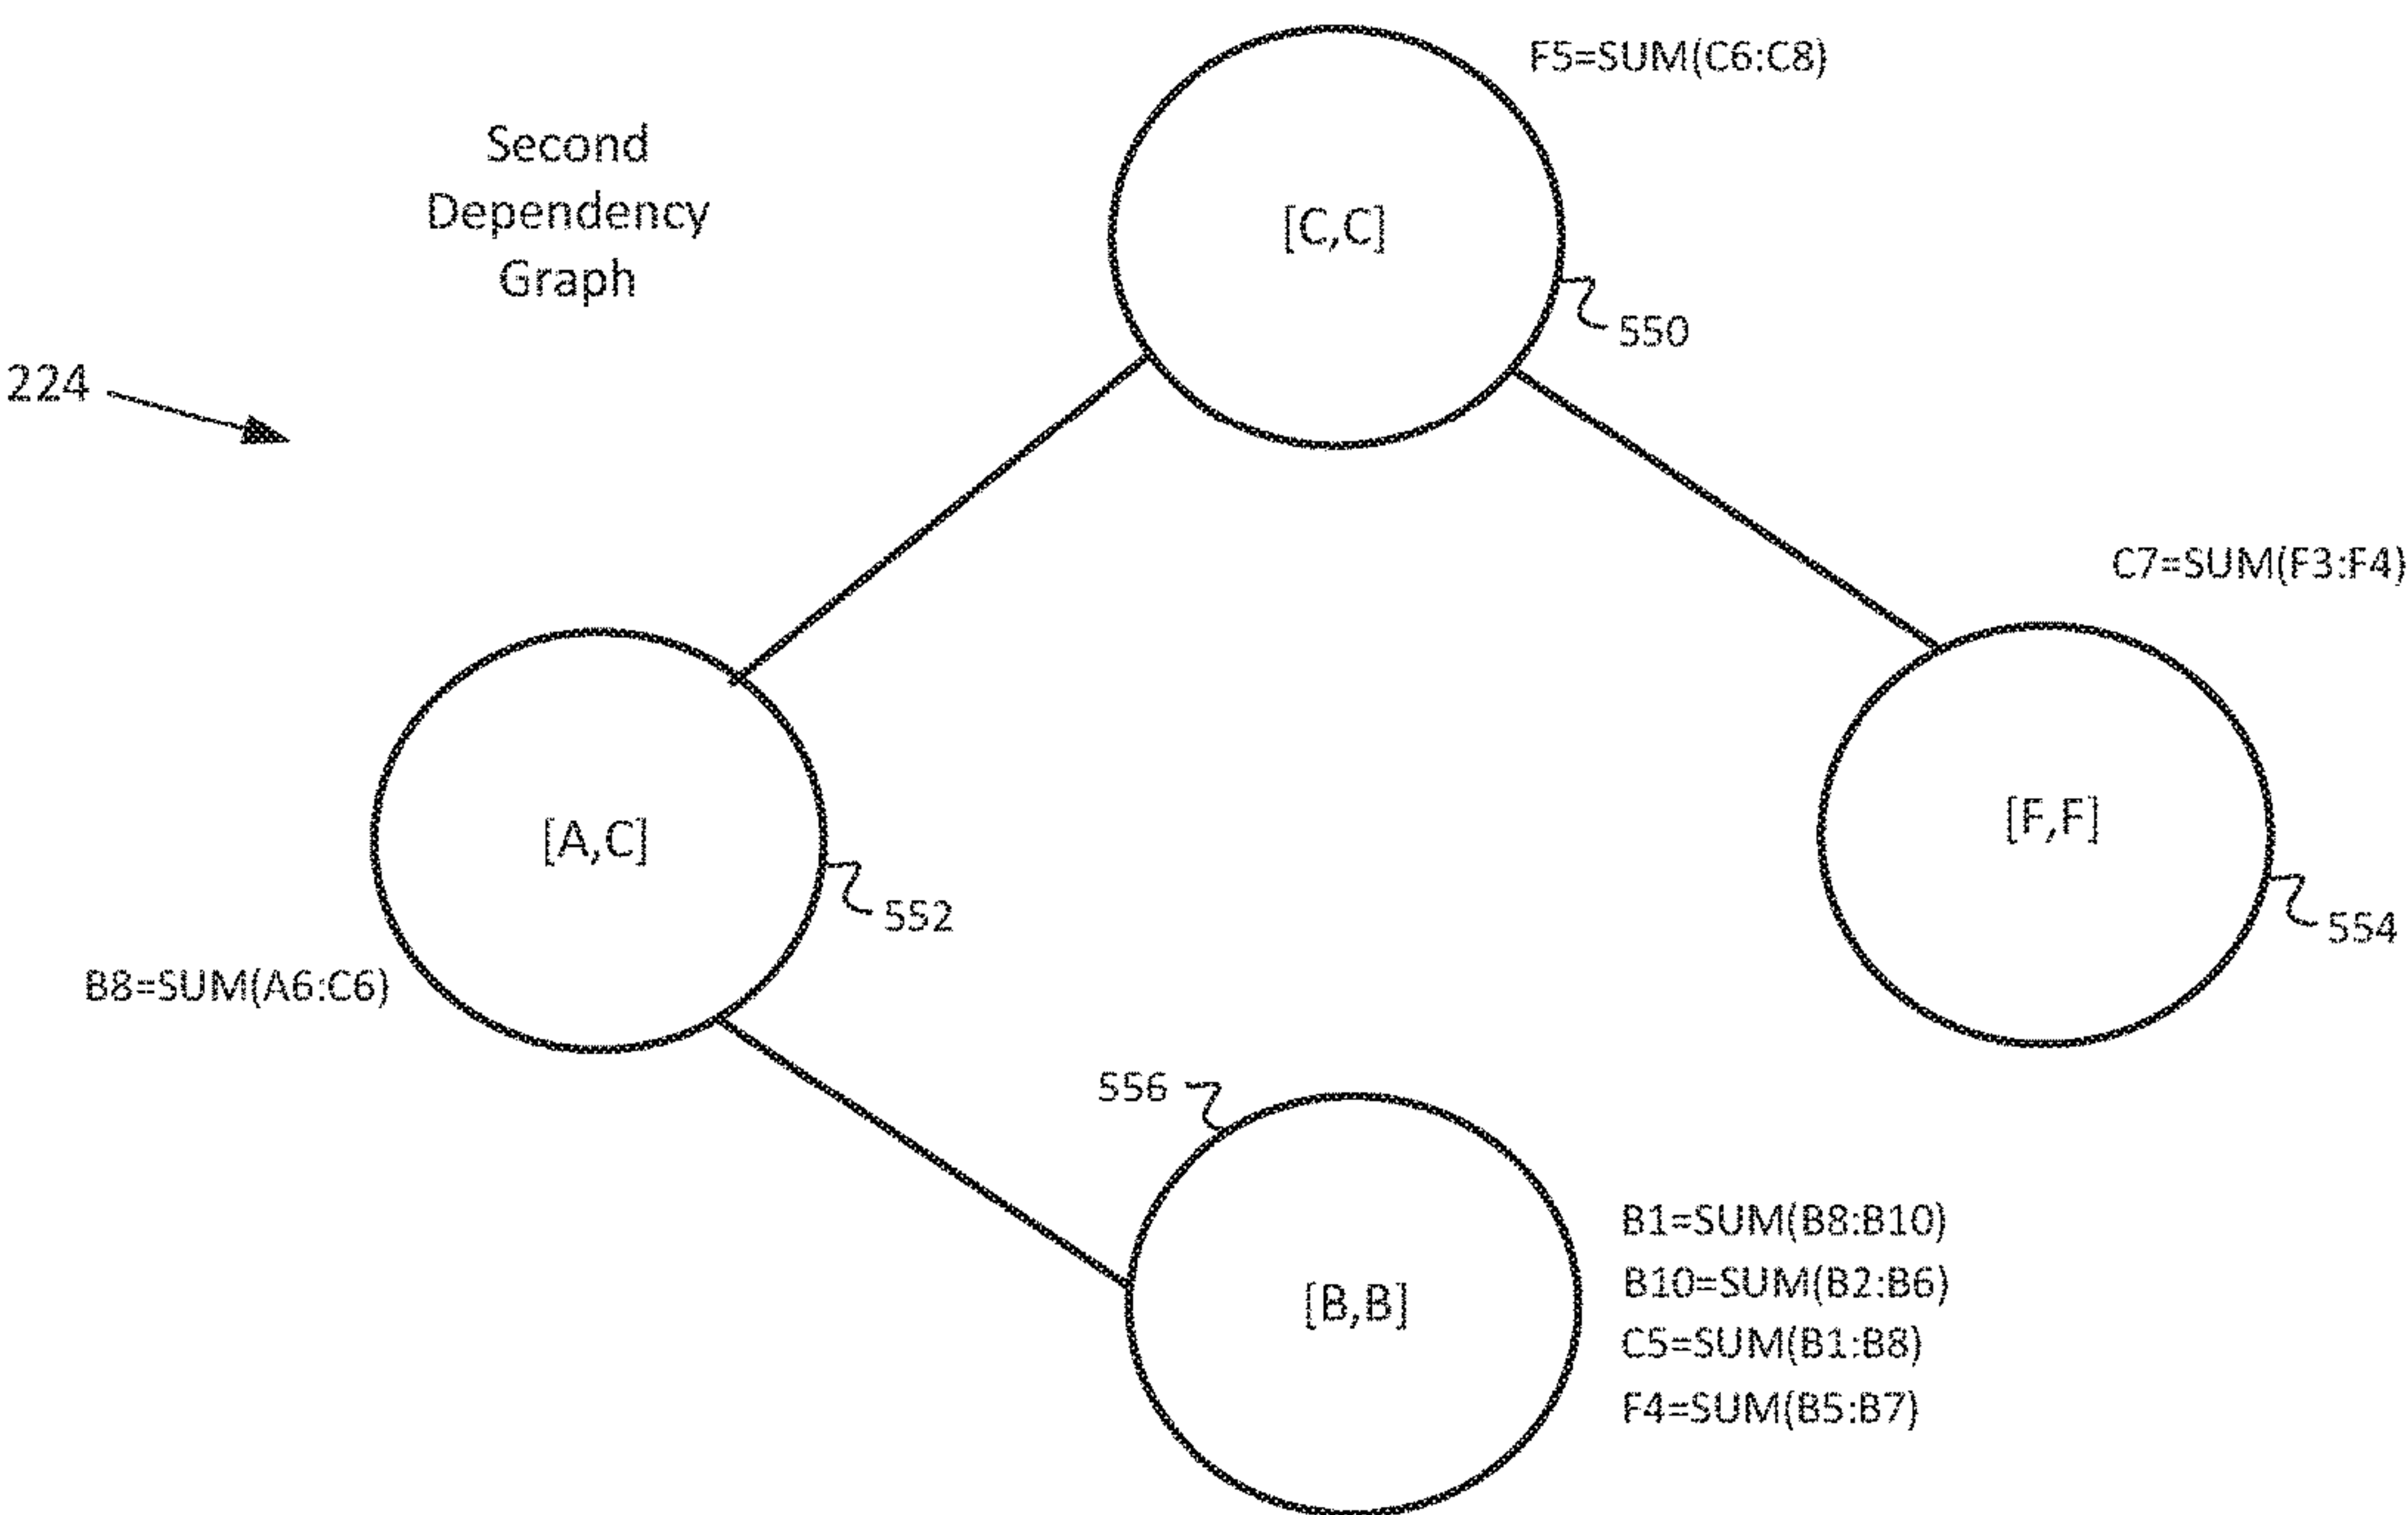 F5=SUM(C6:C8)
Second
Dependency
Graph
[C,C]
550
224
C7=SUM(F3:F4)
[A,C]
[F,F]
552
554
B8=SUM(A6:C6)
556
B1=SUM(B8:B10)
B10=SUM(B2:B6)
[B,B]
C5=SUM(B1:B8)
F4=SUM(B5:B7)